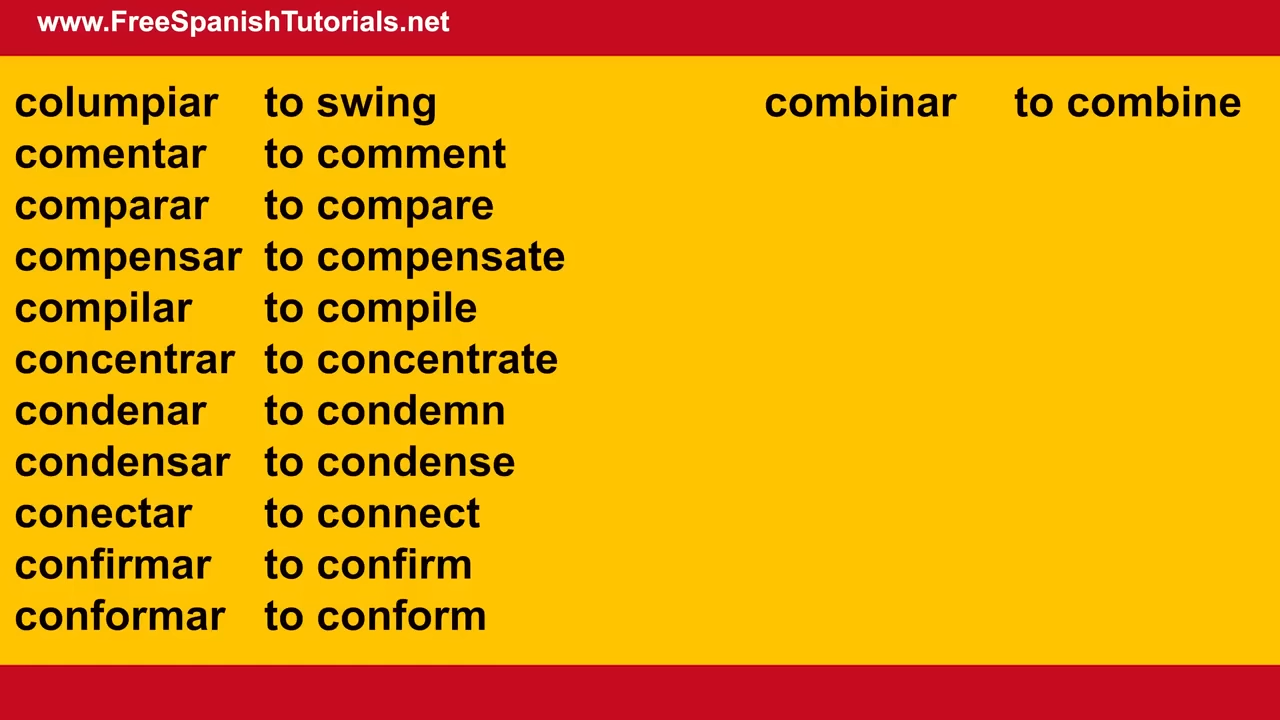 www.FreeSpanishTutorials.net
columpiar to swing combinar to combine
comentar to comment
comparar to compare
compensar to compensate
compilar to compile
concentrar to concentrate
condenar to condemn
condensar to condense
conectar to connect
confirmar to confirm
conformar to conform